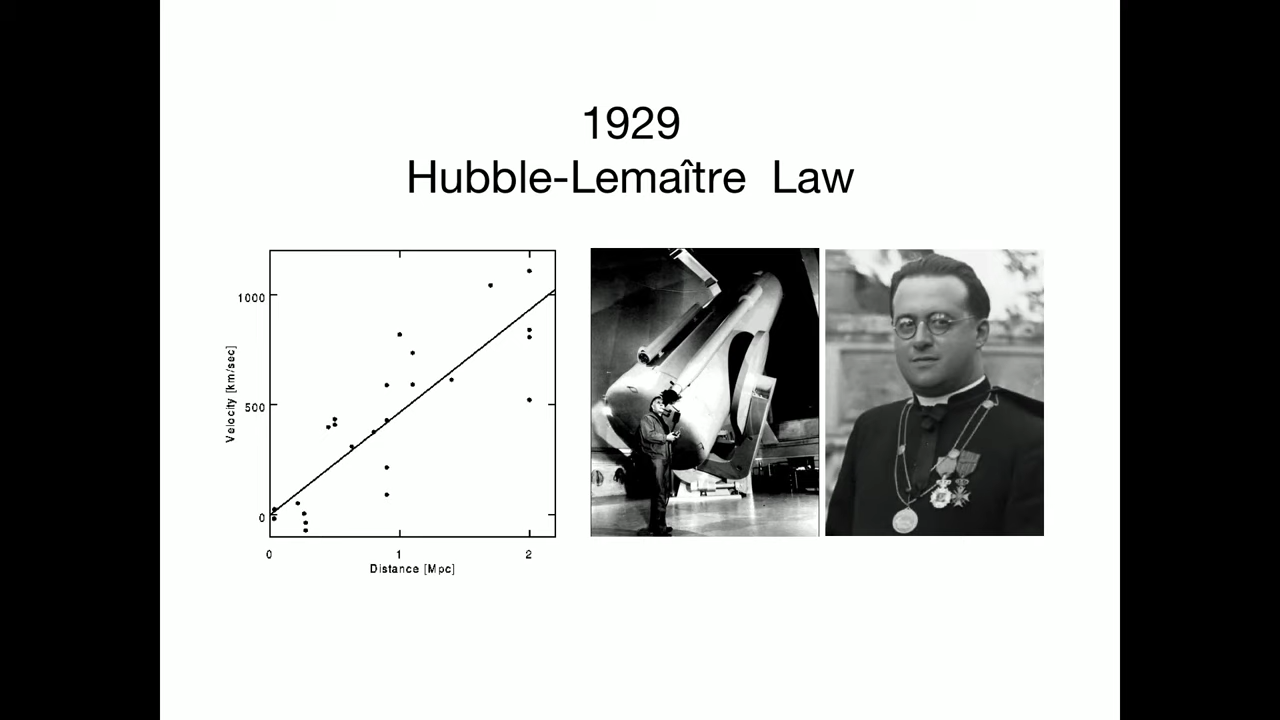 1929
Hubble-Lemaître Law
1000
500
0
Velocity [km/sec]
0 1 2
Distance [Mpc]